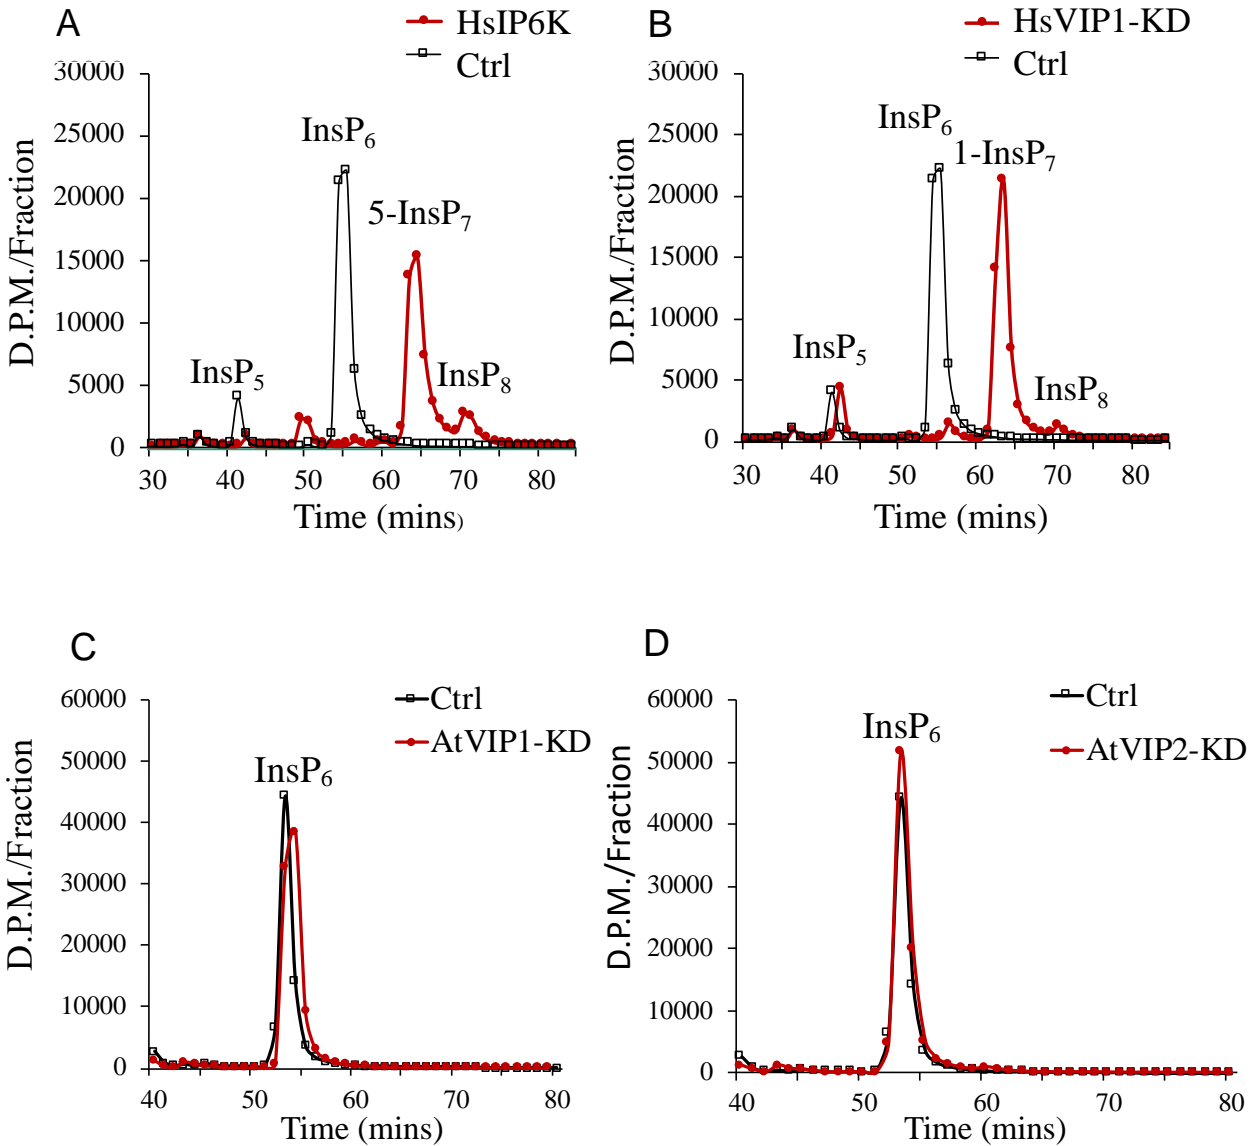 A
HsIP6K
Ctrl
30000
25000
20000
15000
10000
5000
0
D.P.M./Fraction
InsP6
5-InsP7
InsP5
InsP8
30 40 50 60 70 80
Time (mins)
B
HsVIP1-KD
Ctrl
30000
25000
20000
15000
10000
5000
0
D.P.M./Fraction
InsP6
1-InsP7
InsP5
InsP8
30 40 50 60 70 80
Time (mins)
C
Ctrl
AtVIP1-KD
60000
50000
40000
30000
20000
10000
0
D.P.M./Fraction
InsP6
40 50 60 70 80
Time (mins)
D
Ctrl
AtVIP2-KD
60000
50000
40000
30000
20000
10000
0
D.P.M./Fraction
InsP6
40 50 60 70 80
Time (mins)